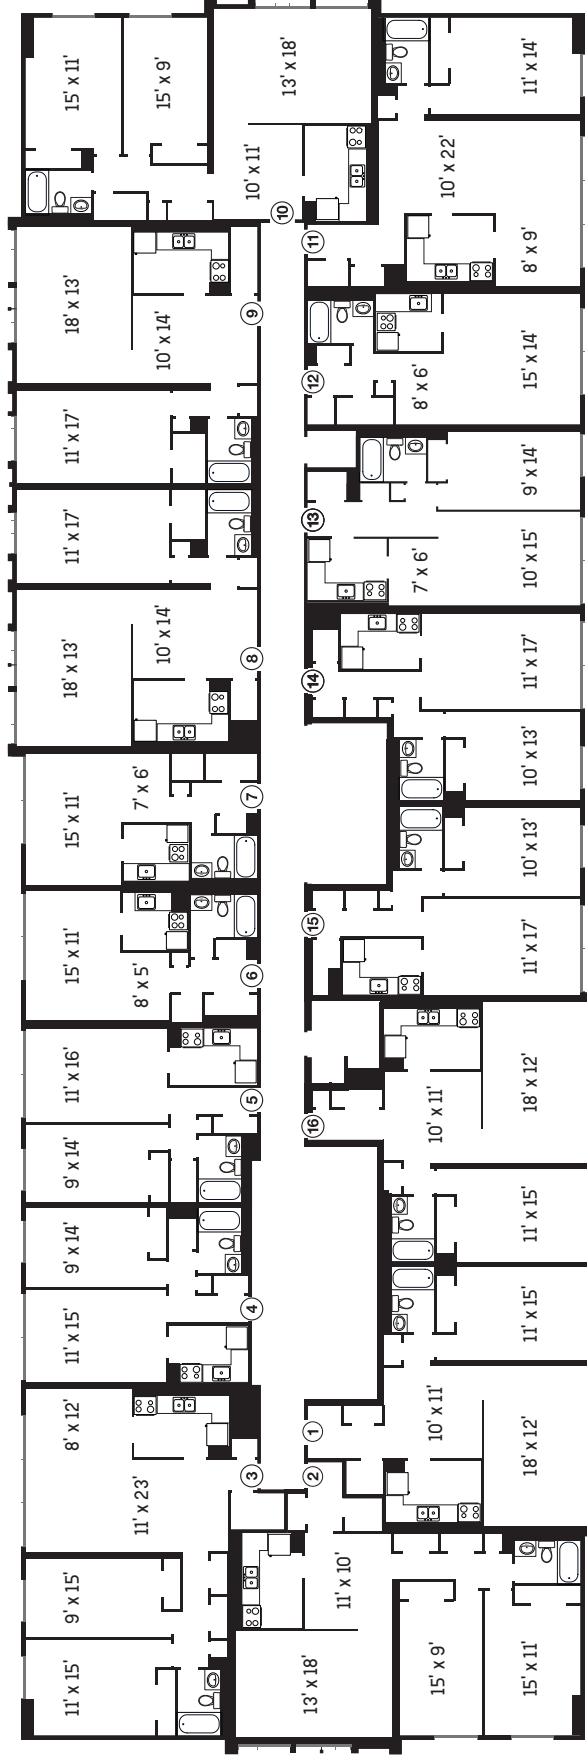 15' x 11'
15' x 9'
13' x 18'
10' x 11'
10
11' x 14'
10' x 22'
8' x 9'
11
18' x 13'
10' x 14'
9
11' x 17'
12
8' x 6'
15' x 14'
11' x 17'
13
9' x 14'
10' x 15'
7' x 6'
18' x 13'
10' x 14'
8
14
11' x 17'
10' x 13'
15' x 11'
7' x 6'
7
10' x 13'
15
11' x 17'
15' x 11'
8' x 5'
6
11' x 16'
9' x 14'
5
16
10' x 11'
18' x 12'
11' x 15'
9' x 14'
11' x 15'
4
11' x 15'
10' x 11'
18' x 12'
1
2
8' x 12'
11' x 23'
3
9' x 15'
11' x 15'
11' x 10'
13' x 18'
15' x 9'
15' x 11'